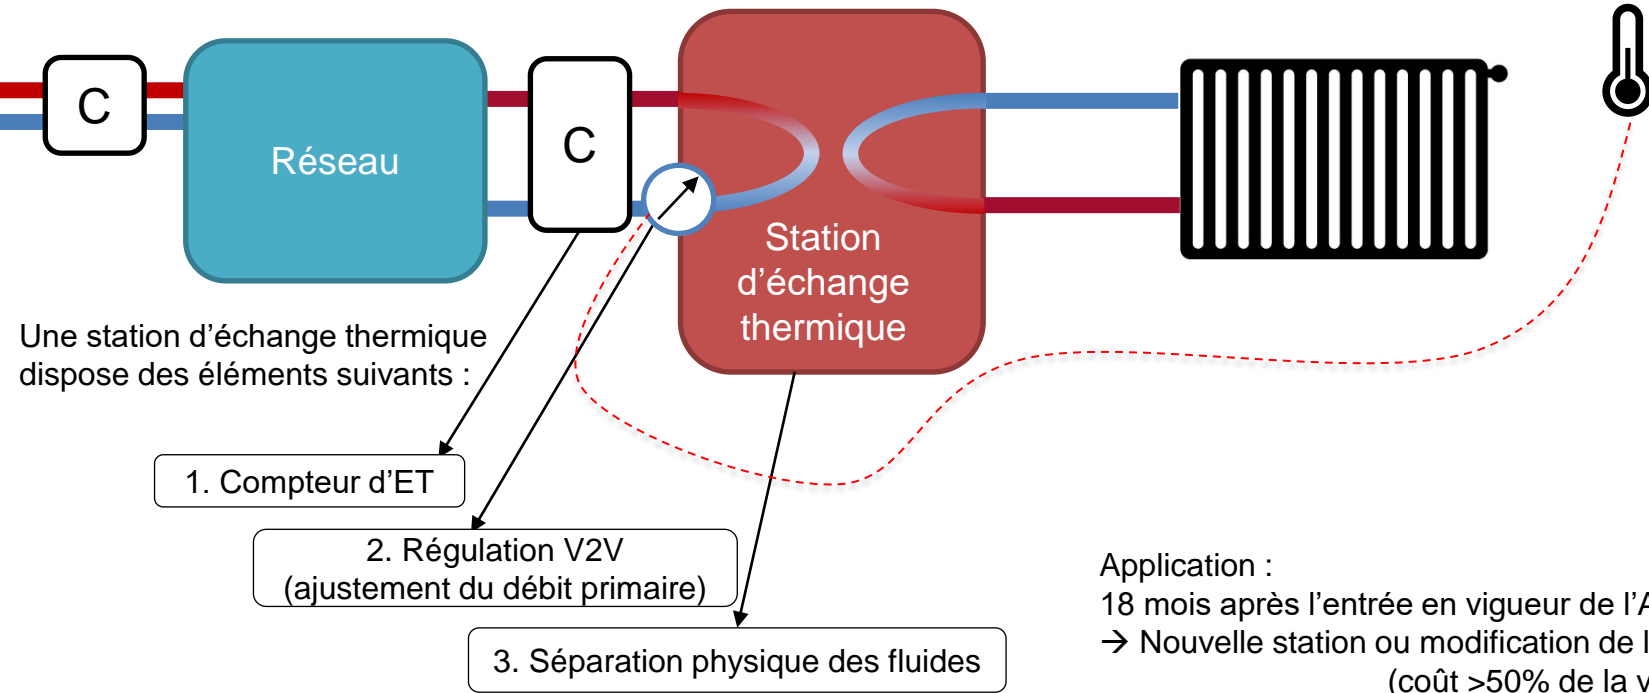 C
Réseau
C
Station
d’échange
thermique
Une station d’échange thermique
dispose des éléments suivants :
1. Compteur d’ET
2. Régulation V2V
(ajustement du débit primaire)
3. Séparation physique des fluides
Application :
18 mois après l’entrée en vigueur de l’A
→ Nouvelle station ou modification de l
(coût >50% de la v